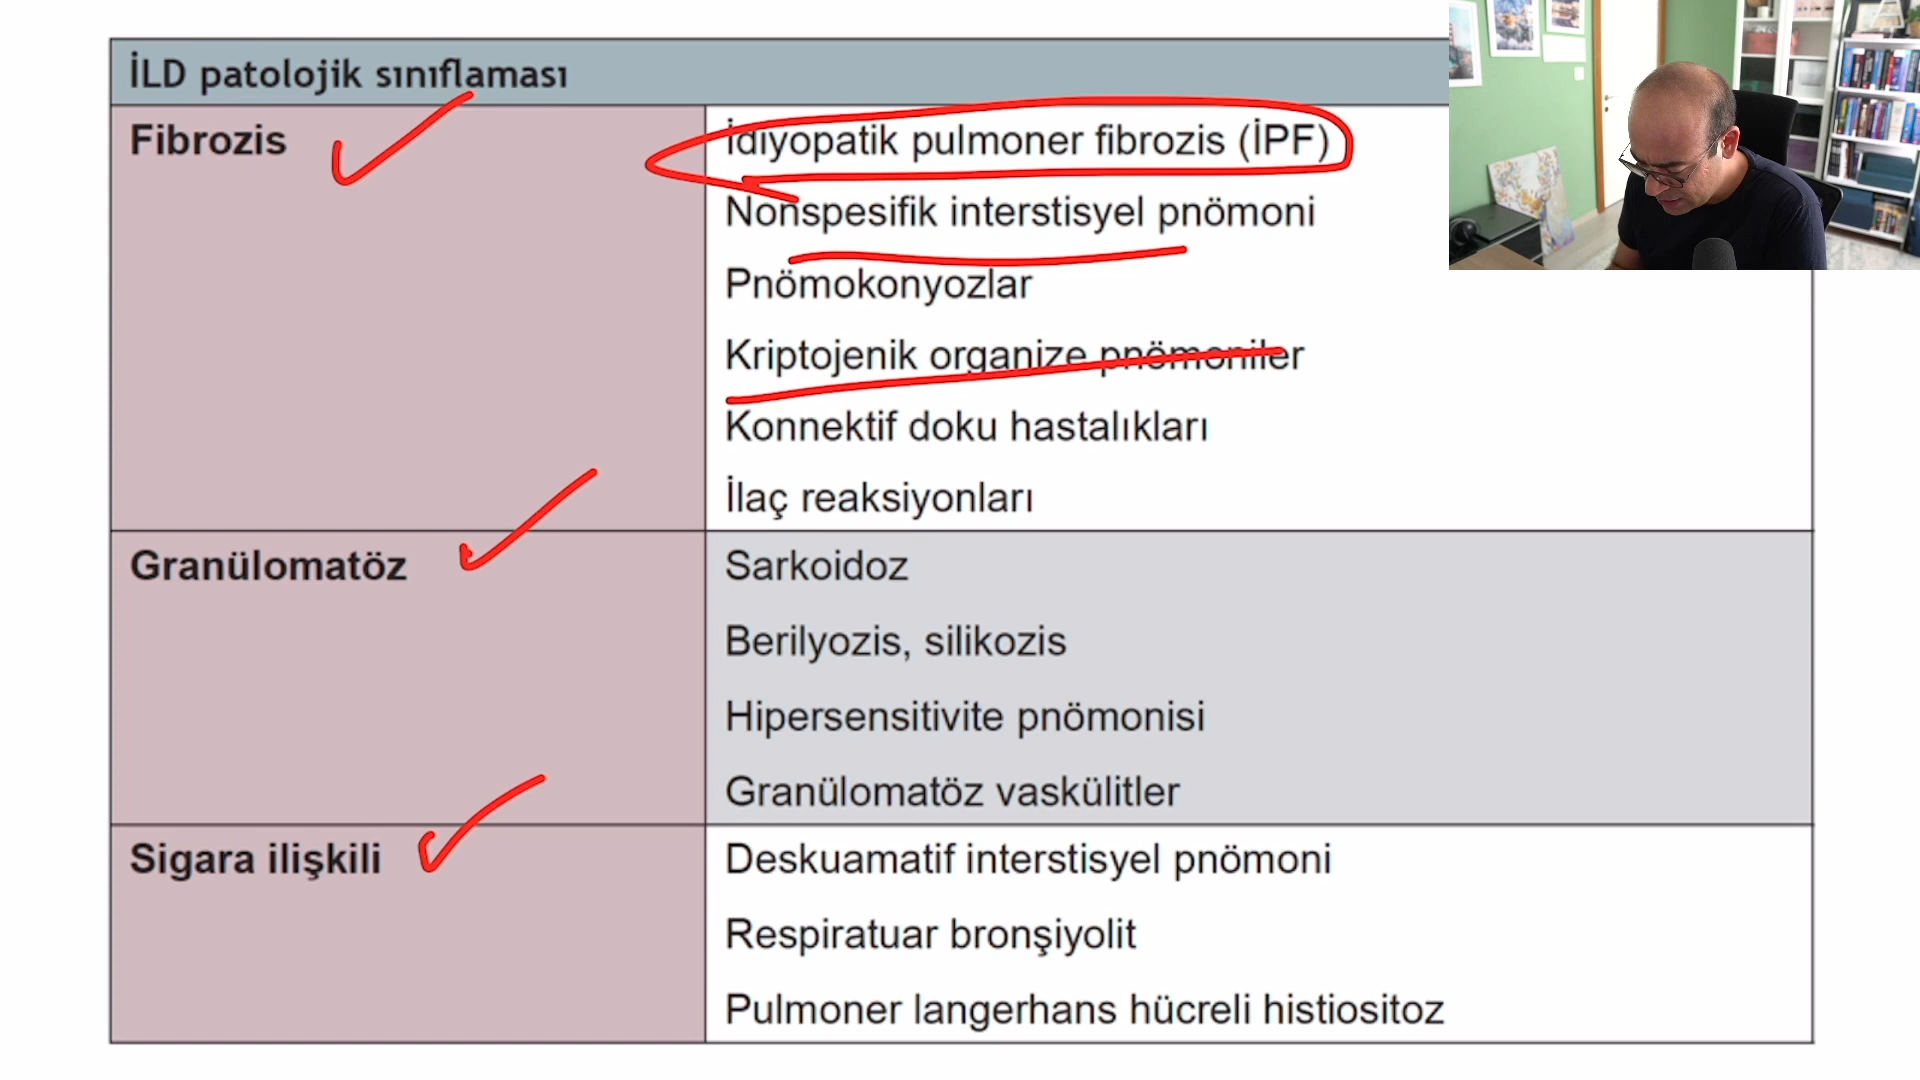 İLD patolojik sınıflaması
Fibrozis
İdiyopatik pulmoner fibrozis (İPF)
Nonspesifik interstisyel pnömoni
Pnömokonyozlar
Kriptojenik organize pnömoniler
Konnektif doku hastalıkları
İlaç reaksiyonları
Granülomatöz
Sarkoidoz
Berilyozis, silikozis
Hipersensitivite pnömonisi
Granülomatöz vaskülitler
Sigara ilişkili
Deskuamatif interstisyel pnömoni
Respiratuar bronşiyolit
Pulmoner langerhans hücreli histiositoz